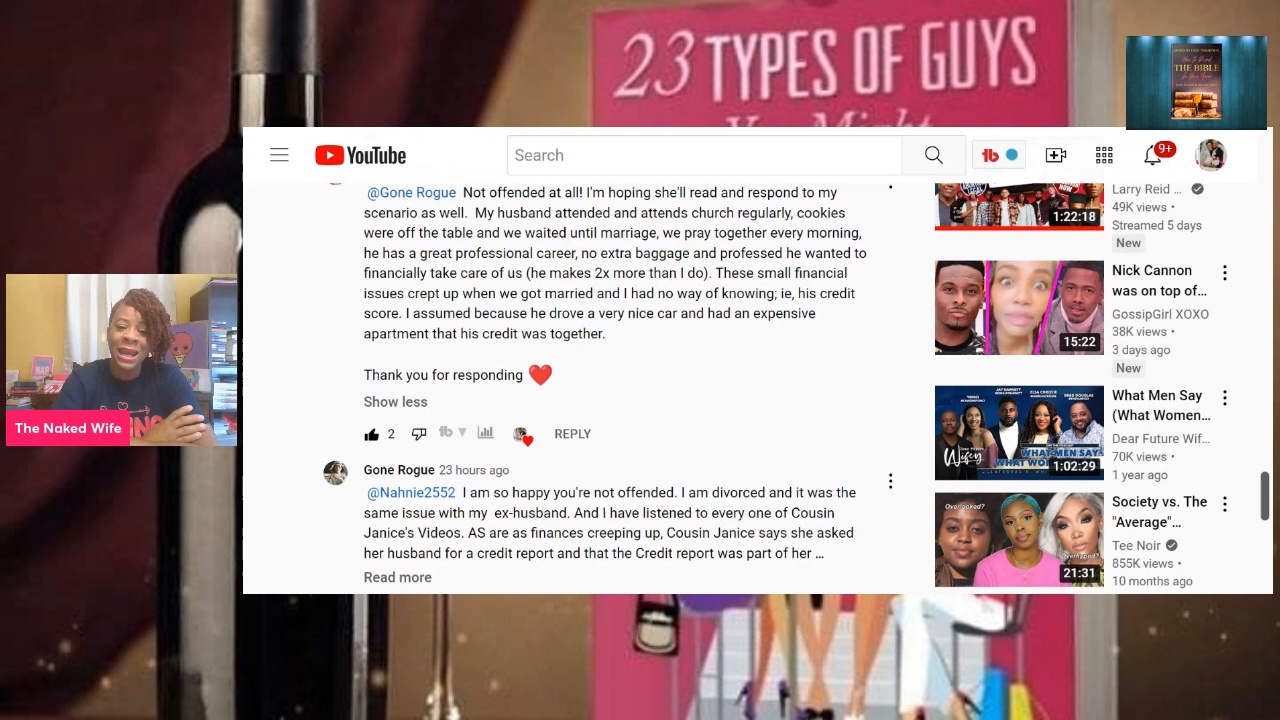 23 TYPES OF GUYS
You Might
THE BIBLE
YouTube
Search
9+
@Gone Rogue Not offended at all! I'm hoping she'll read and respond to my
scenario as well. My husband attended and attends church regularly, cookies
were off the table and we waited until marriage, we pray together every morning,
he has a great professional career, no extra baggage and professed he wanted to
financially take care of us (he makes 2x more than I do). These small financial
issues crept up when we got married and I had no way of knowing; ie, his credit
score. I assumed because he drove a very nice car and had an expensive
apartment that his credit was together.
Thank you for responding ❤️
Show less
2
REPLY
Gone Rogue 23 hours ago
@Nahnie2552 I am so happy you're not offended. I am divorced and it was the
same issue with my ex-husband. And I have listened to every one of Cousin
Janice's Videos. AS are as finances creeping up, Cousin Janice says she asked
her husband for a credit report and that the Credit report was part of her ...
Read more
Larry Reid ...
49K views •
Streamed 5 days
New
1:22:18
Nick Cannon
was on top of...
GossipGirl XOXO
38K views •
3 days ago
New
15:22
What Men Say
(What Women...
Dear Future Wif...
70K views •
1 year ago
WHAT MEN SAY
1:02:29
Society vs. The
"Average"...
Tee Noir
855K views •
10 months ago
Overlooked?
21:31
The Naked Wife
NAP